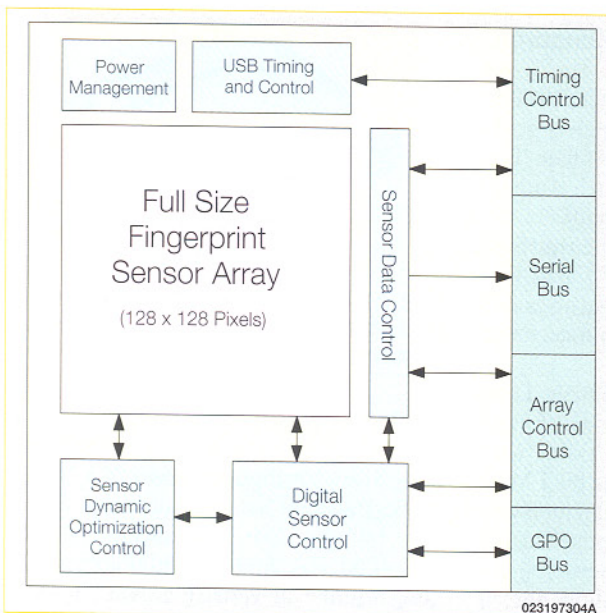 Power
Management
USB Timing
and Control
Timing
Control
Bus
Full Size
Fingerprint
Sensor Array
(128 x 128 Pixels)
Sensor Data Control
Serial
Bus
Array
Control
Bus
Sensor
Dynamic
Optimization
Control
Digital
Sensor
Control
GPO
Bus
023197304A